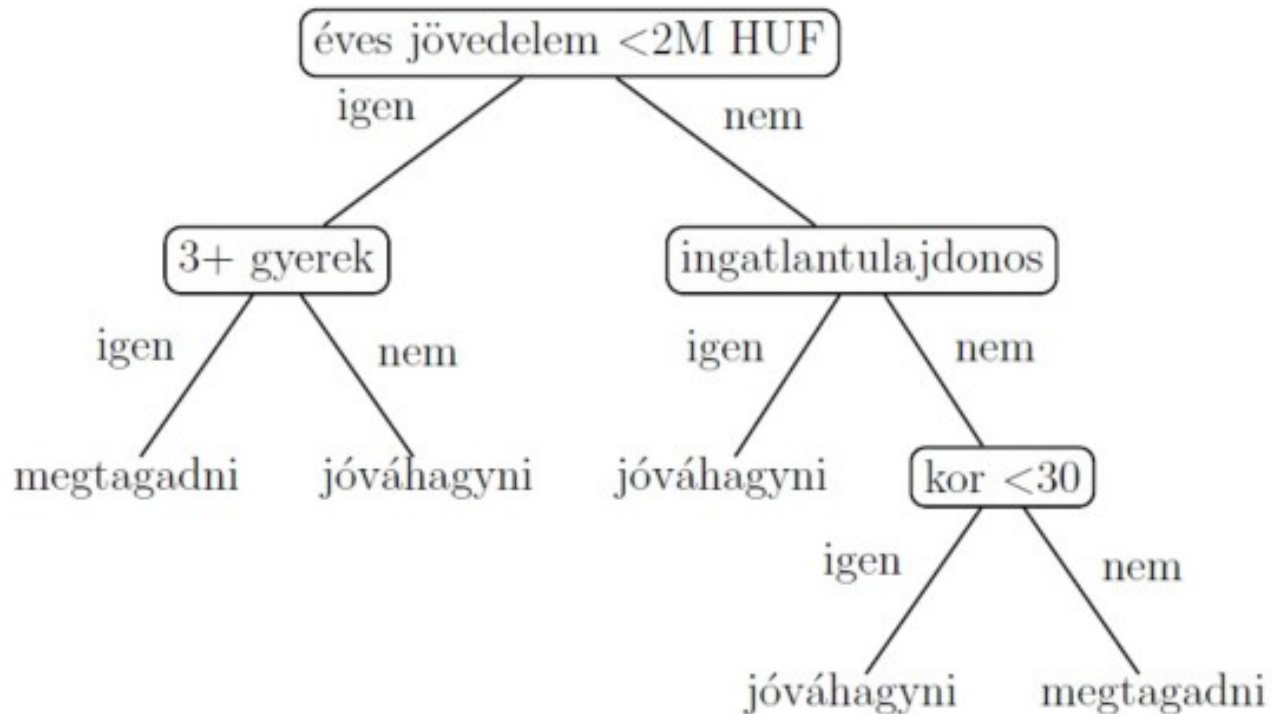 éves jövedelem <2M HUF
igen
nem
3+ gyerek
ingatlantulajdonos
igen
nem
igen
nem
megtagadni
jóváhagyni
jóváhagyni
kor <30
igen
nem
jóváhagyni
megtagadni